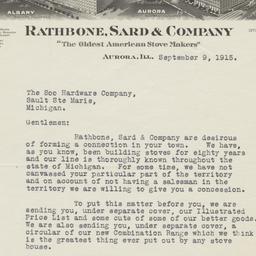 ALBANY
AURORA
RATHBONE, SARD & COMPANY
"The Oldest American Stove Makers"
AURORA, ILL. September 9, 1915.
The Soo Hardware Company,
Sault Ste Marie,
Michigan.
Gentlemen:
Rathbone, Sard & Company are desirous
of forming a connection in your town. We have,
as you know, been building stoves for eighty years
and our line is thoroughly known throughout the
state of Michigan. For some time, we have not
canvassed your particular part of the territory
and on account of not having a salesman in the
territory we are willing to give you a concession.
To put this matter before you, we are
sending you, under separate cover, our Illustrated
Price list and some cuts of some of our better goods.
We are also sending you, under separate cover, a
circular of our new Combination Range which we think
is the greatest thing ever put out by any stove
house.